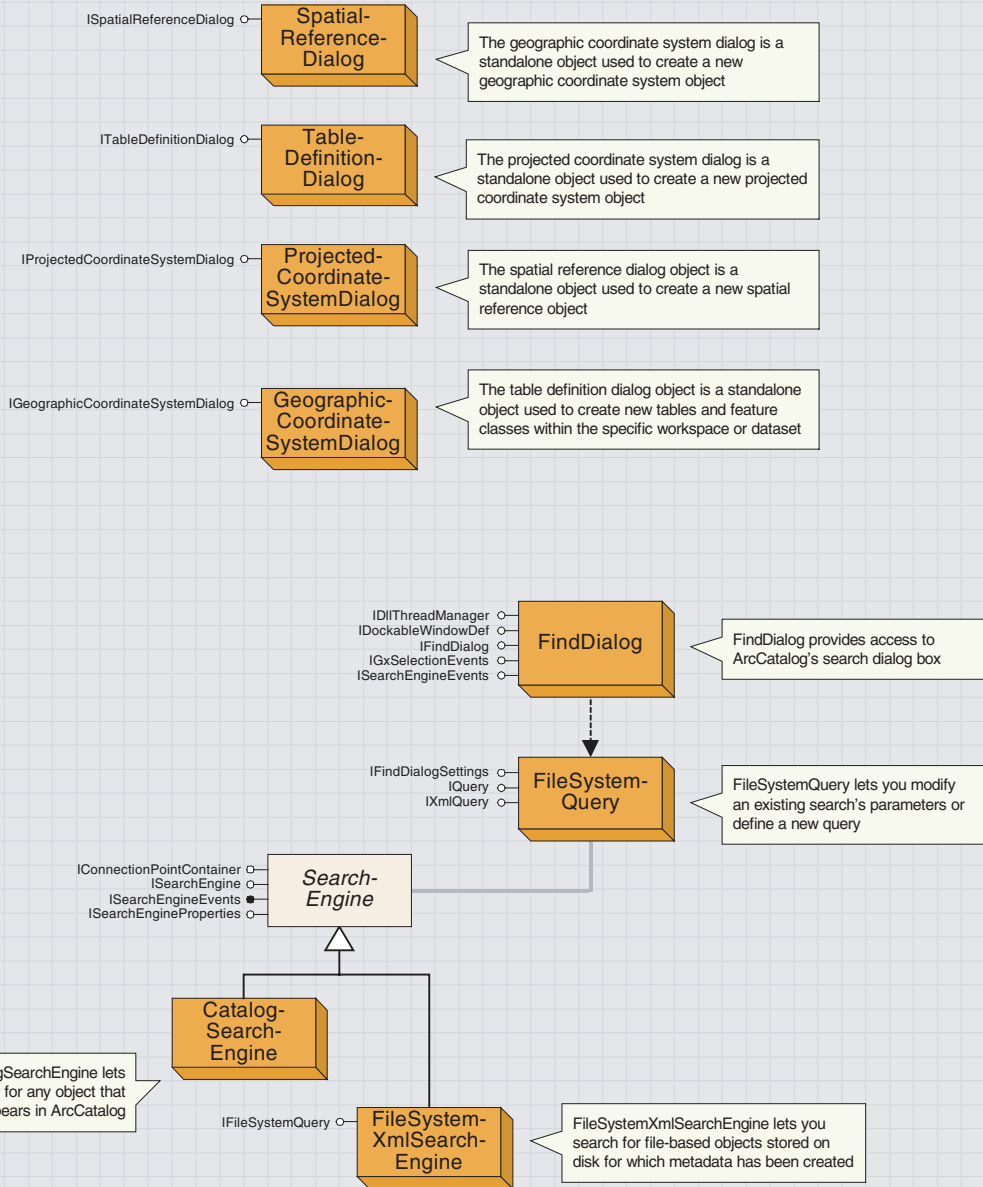 ISpatialReferenceDialog
Spatial-
Reference-
Dialog
The geographic coordinate system dialog is a
standalone object used to create a new
geographic coordinate system object
ITableDefinitionDialog
Table-
Definition-
Dialog
The projected coordinate system dialog is a
standalone object used to create a new projected
coordinate system object
IProjectedCoordinateSystemDialog
Projected-
Coordinate-
SystemDialog
The spatial reference dialog object is a
standalone object used to create a new spatial
reference object
IGeographicCoordinateSystemDialog
Geographic-
Coordinate-
SystemDialog
The table definition dialog object is a standalone
object used to create new tables and feature
classes within the specific workspace or dataset
IDllThreadManager
IDockableWindowDef
IFindDialog
IGxSelectionEvents
ISearchEngineEvents
FindDialog
FindDialog provides access to
ArcCatalog's search dialog box
IFindDialogSettings
IQuery
IXmlQuery
FileSystem-
Query
FileSystemQuery lets you modify
an existing search's parameters or
define a new query
IConnectionPointContainer
ISearchEngine
ISearchEngineEvents
ISearchEngineProperties
Search-
Engine
Catalog-
Search-
Engine
gSearchEngine lets
for any object that
pears in ArcCatalog
IFileSystemQuery
FileSystem-
XmlSearch-
Engine
FileSystemXmlSearchEngine lets you
search for file-based objects stored on
disk for which metadata has been created